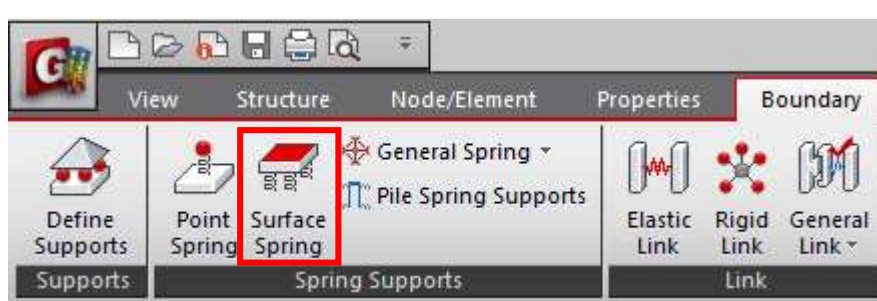 G
View Structure Node/Element Properties Boundary
Define Supports
Point Spring
Surface Spring
General Spring
Pile Spring Supports
Elastic Link
Rigid Link
General Link
Supports Spring Supports Link